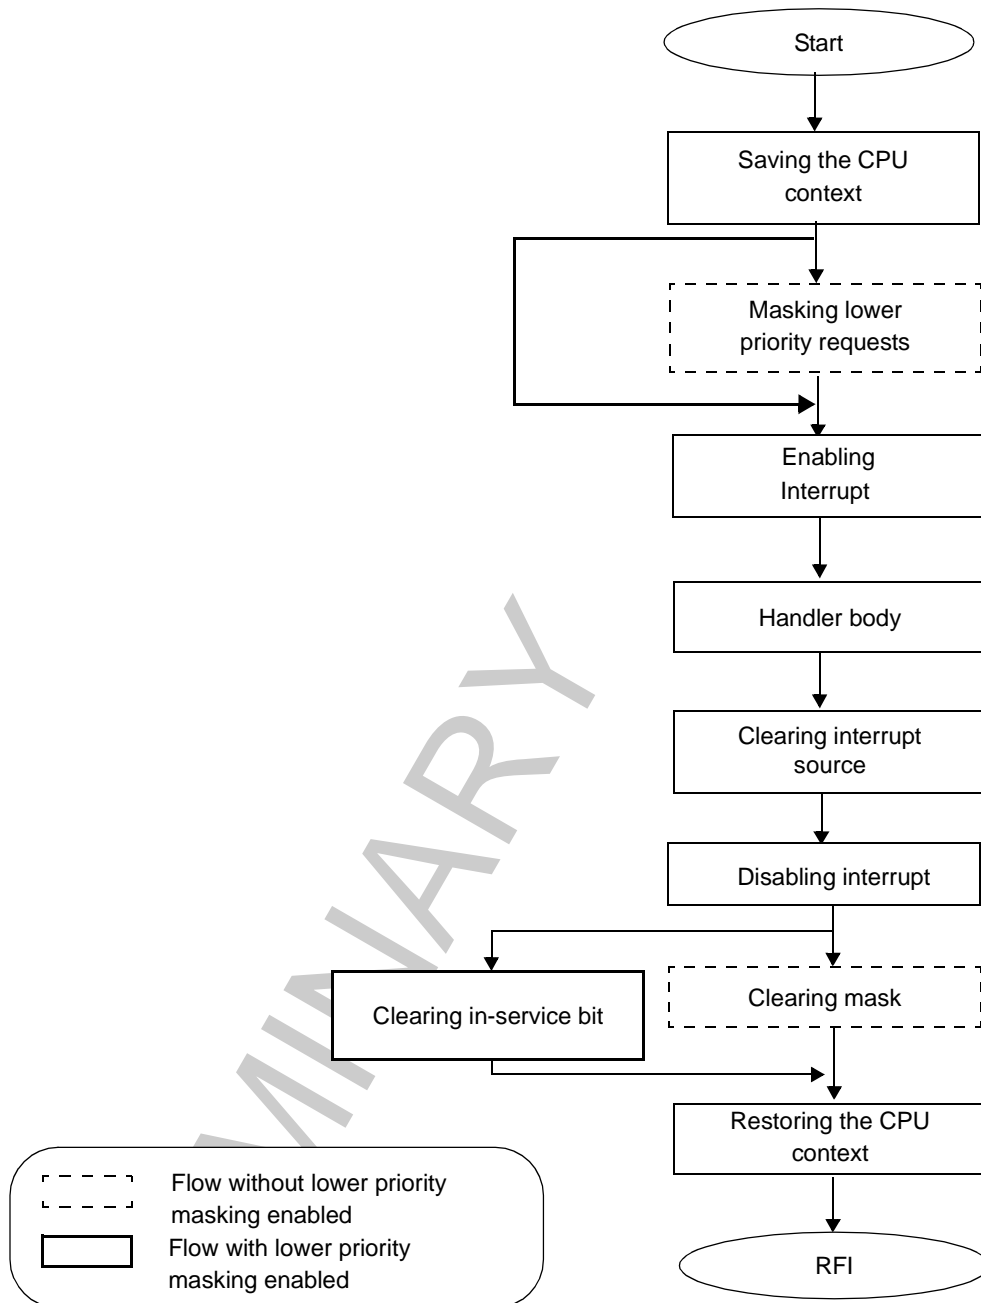 Start
Saving the CPU
context
Masking lower
priority requests
Enabling
Interrupt
Handler body
Clearing interrupt
source
Disabling interrupt
Clearing in-service bit
Clearing mask
Restoring the CPU
context
RFI
Flow without lower priority
masking enabled
Flow with lower priority
masking enabled
MINARY